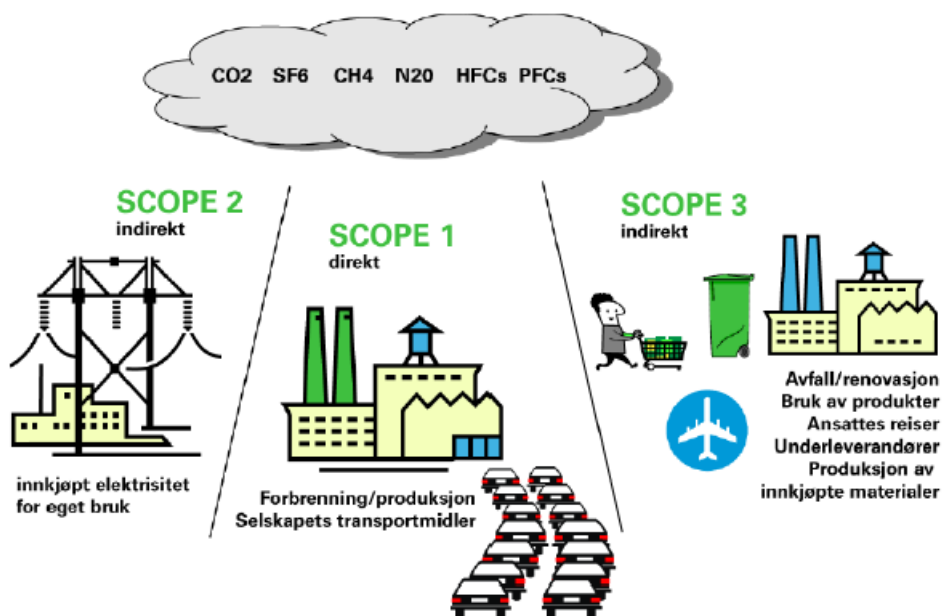 CO2 SF6 CH4 N20 HFCs PFCs
SCOPE 2
indirekt
innkjøpt elektrisitet
for eget bruk
SCOPE 1
direkt
Forbrenning/produksjon
Selskapets transportmidler
SCOPE 3
indirekt
Avfall/renovasjon
Bruk av produkter
Ansattes reiser
Underleverandører
Produksjon av
innkjøpte materialer